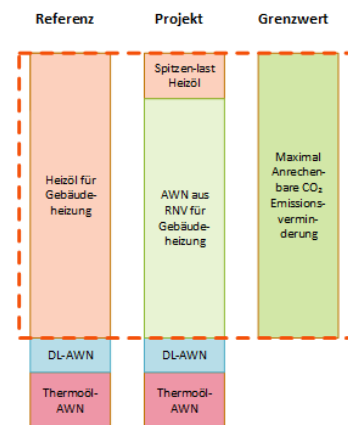 Referenz Projekt Grenzwert
Spitzen-last
Heizöl
Heizöl für
Gebäude-
heizung
AWN aus
RNV für
Gebäude-
heizung
Maximal
Anrechen-
bare CO₂
Emissions-
vermin-
derung
DL-AWN
DL-AWN
Thermoöl-
AWN
Thermoöl-
AWN